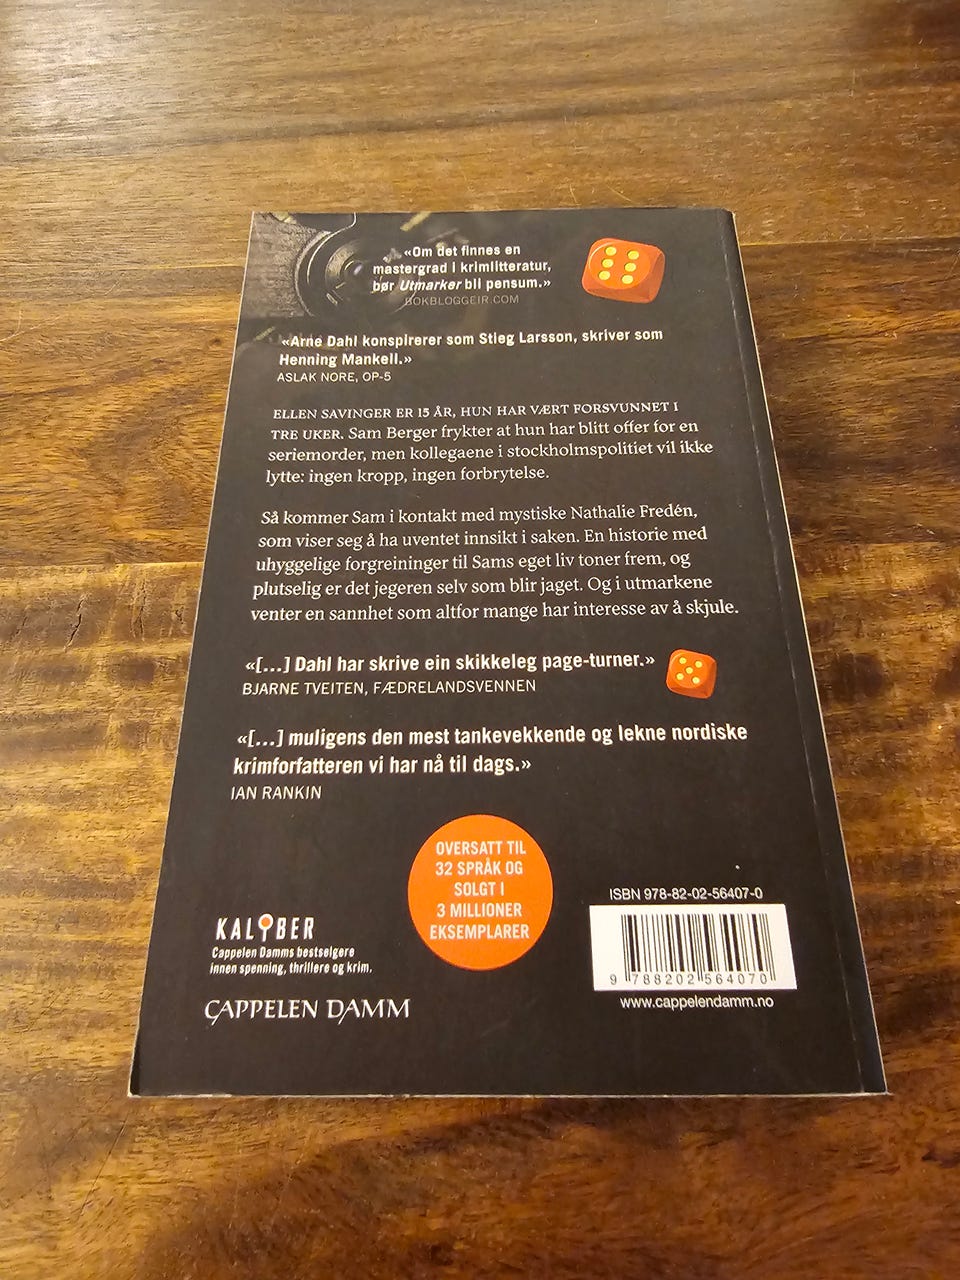 «Om det finnes en
mastergrad i krimlitteratur,
bør Utmarker bli pensum.»
BOKBLOGGEIR.COM
«Arne Dahl konspirerer som Stieg Larsson, skriver som
Henning Mankell.»
ASLAK NORE, OP-5
ELLEN SAVINGER ER 15 ÅR, HUN HAR VÆRT FORSVUNNET I
TRE UKER. Sam Berger frykter at hun har blitt offer for en
seriemorder, men kollegaene i stockholmspolitiet vil ikke
lytte: ingen kropp, ingen forbrytelse.
Så kommer Sam i kontakt med mystiske Nathalie Fredén,
som viser seg å ha uventet innsikt i saken. En historie med
uhyggelige forgreininger til Sams eget liv toner frem, og
plutselig er det jegeren selv som blir jaget. Og i utmarkene
venter en sannhet som altfor mange har interesse av å skjule.
«[...] Dahl har skrive ein skikkeleg page-turner.»
BJARNE TVEITEN, FÆDRELANDSVENNEN
«[...] muligens den mest tankevekkende og lekne nordiske
krimforfatteren vi har nå til dags.»
IAN RANKIN
OVERSATT TIL
32 SPRÅK OG
SOLGT I
3 MILLIONER
EKSEMPLARER
KALIBER
Cappelen Damms bestselgere
innen spenning, thrillere og krim.
CAPPELEN DAMM
ISBN 978-82-02-56407-0
9 788202 564070
www.cappelendamm.no